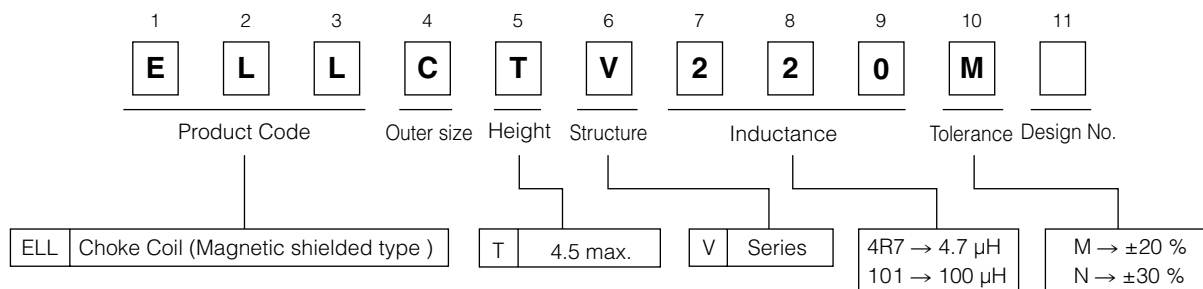 1 2 3 4 5 6 7 8 9 10 11
E L L C T V 2 2 0 M
Product Code Outer size Height Structure Inductance Tolerance Design No.
ELL Choke Coil (Magnetic shielded type )
T 4.5 max.
V Series
4R7 → 4.7 µH
101 → 100 µH
M → ±20 %
N → ±30 %